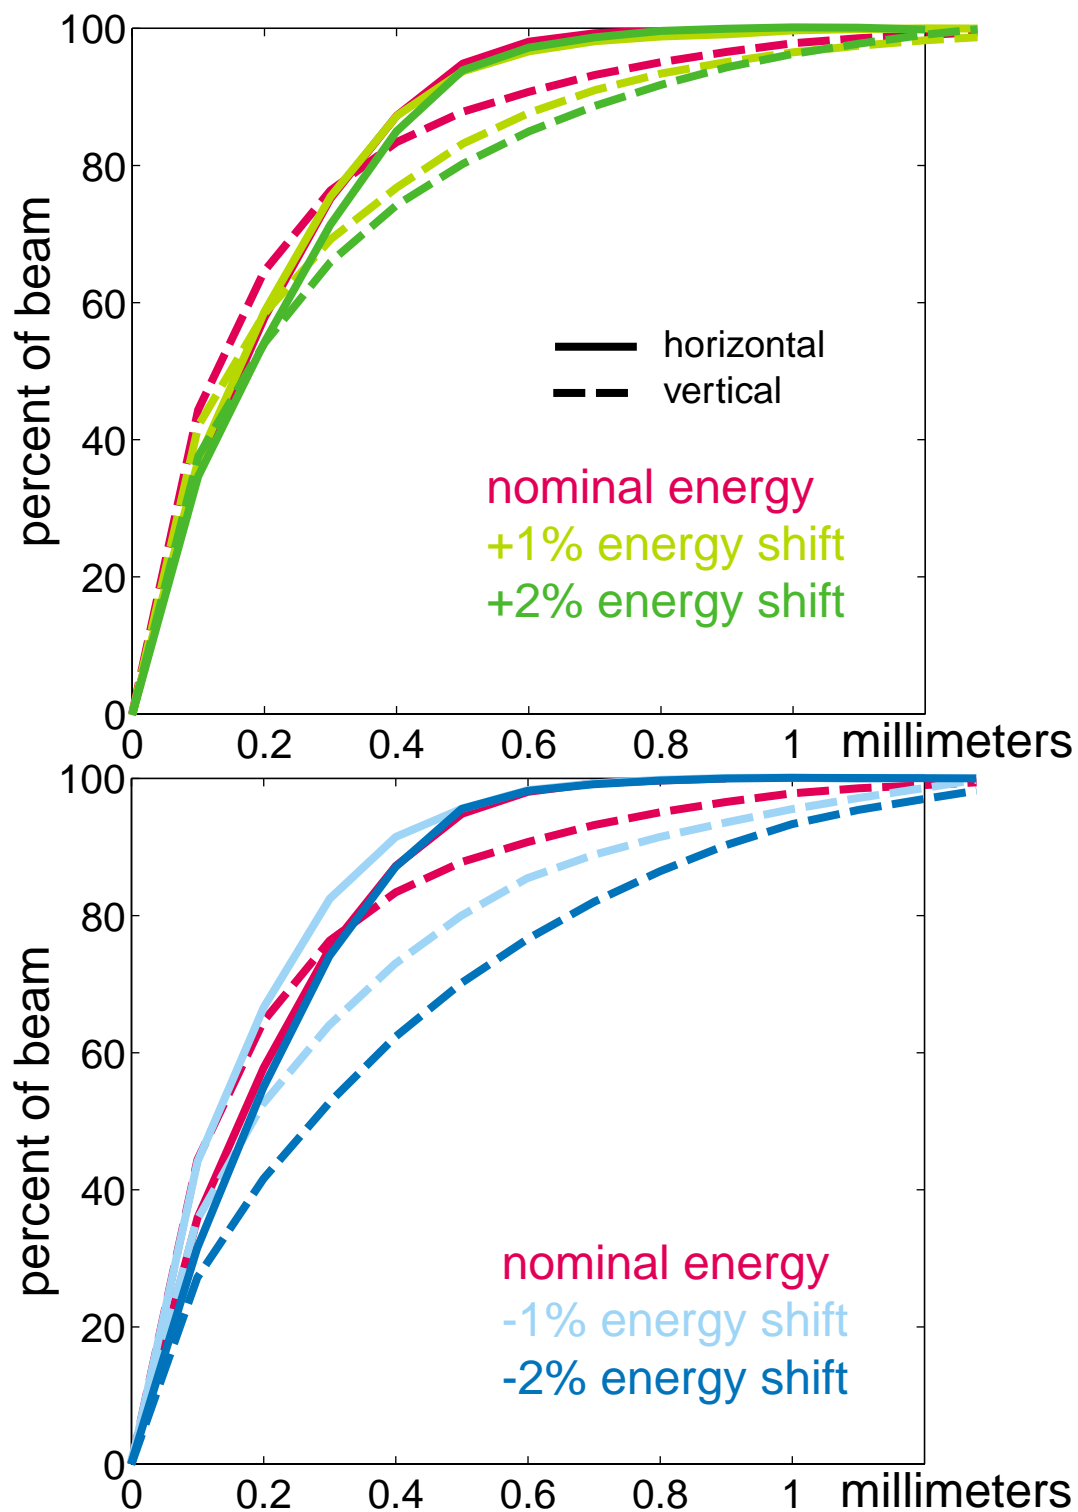 100
80
60
40
20
0
percent of beam
horizontal
vertical
nominal energy
+1% energy shift
+2% energy shift
0 0.2 0.4 0.6 0.8 1 millimeters
100
80
60
40
20
0
percent of beam
nominal energy
-1% energy shift
-2% energy shift
0 0.2 0.4 0.6 0.8 1 millimeters